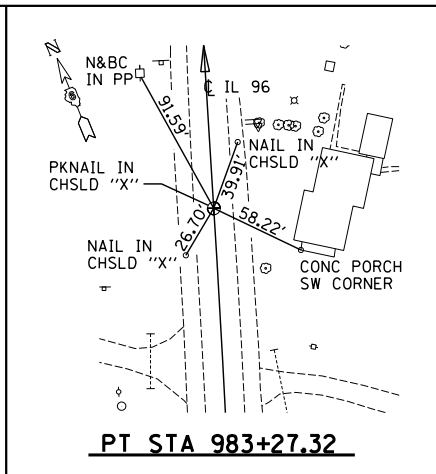 N
N&BC
IN PP
℄ IL 96
91.59'
NAIL IN
CHSLD "X"
39.91'
PKNAIL IN
CHSLD "X"
58.22'
26.70'
NAIL IN
CHSLD "X"
CONC PORCH
SW CORNER
PT STA 983+27.32